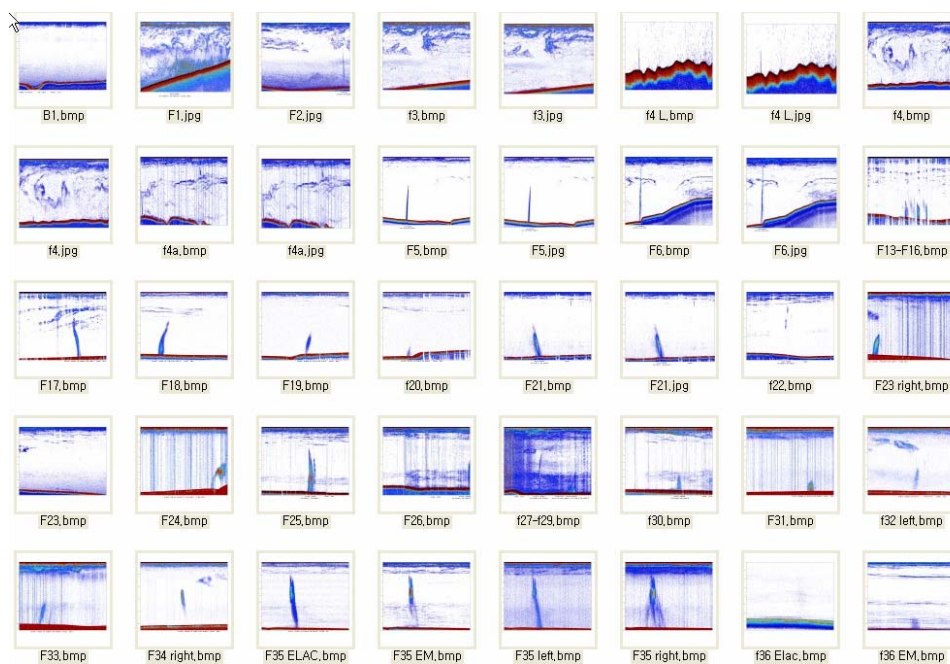 B1.bmp F1.jpg F2.jpg f3.bmp f3.jpg f4 L.bmp f4 L.jpg f4.bmp
f4.jpg f4a.bmp f4a.jpg F5.bmp F5.jpg F6.bmp F6.jpg F13-F16.bmp
F17.bmp F18.bmp F19.bmp f20.bmp F21.bmp F21.jpg f22.bmp F23 right.bmp
F23.bmp F24.bmp F25.bmp F26.bmp f27-f29.bmp f30.bmp F31.bmp f32 left.bmp
F33.bmp F34 right.bmp F35 ELAC.bmp F35 EM.bmp F35 left.bmp F35 right.bmp f36 Elac.bmp f36 EM.bmp